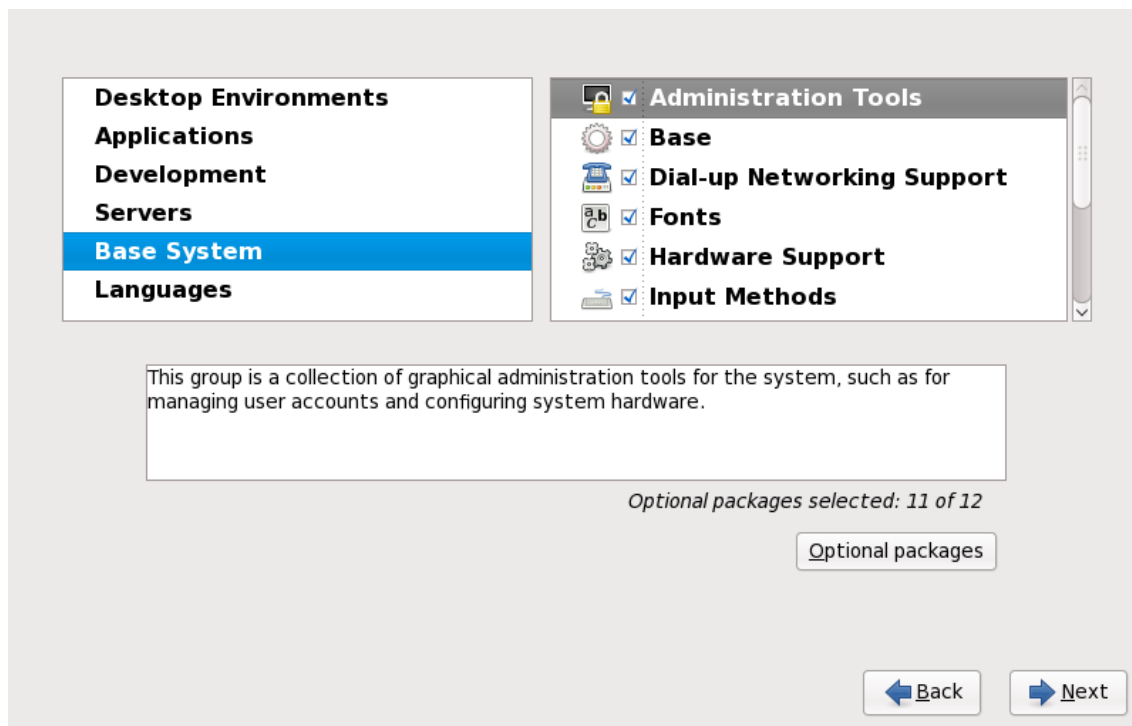 Desktop Environments
Applications
Development
Servers
Base System
Languages
Administration Tools
Base
Dial-up Networking Support
Fonts
Hardware Support
Input Methods
This group is a collection of graphical administration tools for the system, such as for
managing user accounts and configuring system hardware.
Optional packages selected: 11 of 12
Optional packages
Back
Next